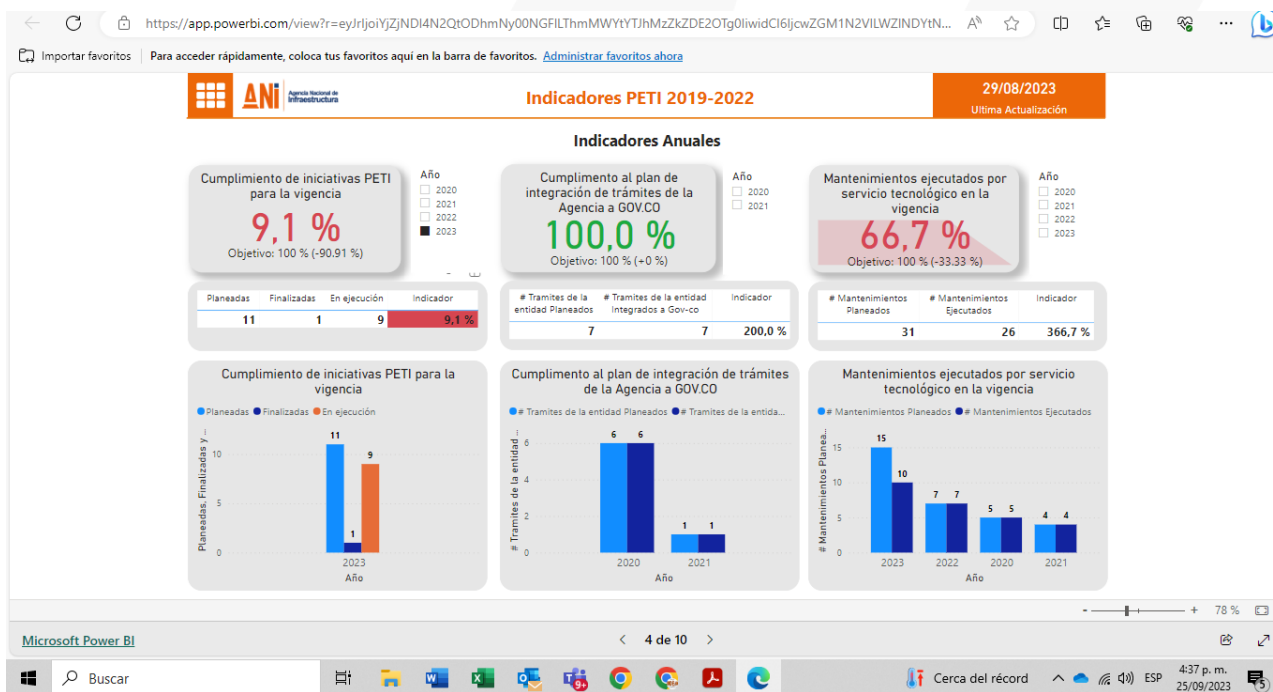 https://app.powerbi.com/view?r=eyJrIjoiYjZjNDI4N2QtODhmNy00NGFlLThmMWYtYTJhMzZkZDE2OTg0IiwidCI6IjcwZGM1N2VlLWZlNDYtN...
Importar favoritos
Para acceder rápidamente, coloca tus favoritos aquí en la barra de favoritos. Administrar favoritos ahora
ANi
Agencia Nacional de
Infraestructura
Indicadores PETI 2019-2022
29/08/2023
Ultima Actualización
Indicadores Anuales
Cumplimiento de iniciativas PETI
para la vigencia
9,1 %
Objetivo: 100 % (-90.91 %)
Año
2020
2021
2022
2023
Cumplimento al plan de
integración de trámites de la
Agencia a GOV.CO
100,0 %
Objetivo: 100 % (+0 %)
Año
2020
2021
Mantenimientos ejecutados por
servicio tecnológico en la
vigencia
66,7 %
Objetivo: 100 % (-33.33 %)
Año
2020
2021
2022
2023
Planeadas Finalizadas En ejecución Indicador
11 1 9 9,1 %
# Tramites de la
entidad Planeados
# Tramites de la entidad
Integrados a Gov-co
Indicador
7 7 200,0 %
# Mantenimientos
Planeados
# Mantenimientos
Ejecutados
Indicador
31 26 366,7 %
Cumplimiento de iniciativas PETI para la
vigencia
Planeadas Finalizadas En ejecución
Planeadas, Finalizadas y ...
10
5
0
11
1
9
2023
Año
Cumplimento al plan de integración de trámites
de la Agencia a GOV.CO
# Tramites de la entidad Planeados # Tramites de la entida...
# Tramites de la entidad ...
6
4
2
0
6 6
1 1
2020 2021
Año
Mantenimientos ejecutados por servicio
tecnológico en la vigencia
# Mantenimientos Planeados # Mantenimientos Ejecutados
# Mantenimientos Planea...
15
10
5
0
15
10
7 7
5 5
4 4
2023 2022 2020 2021
Año
- + 78 %
Microsoft Power BI
4 de 10
Buscar
9+
Cerca del récord
ESP
4:37 p. m.
25/09/2023
5